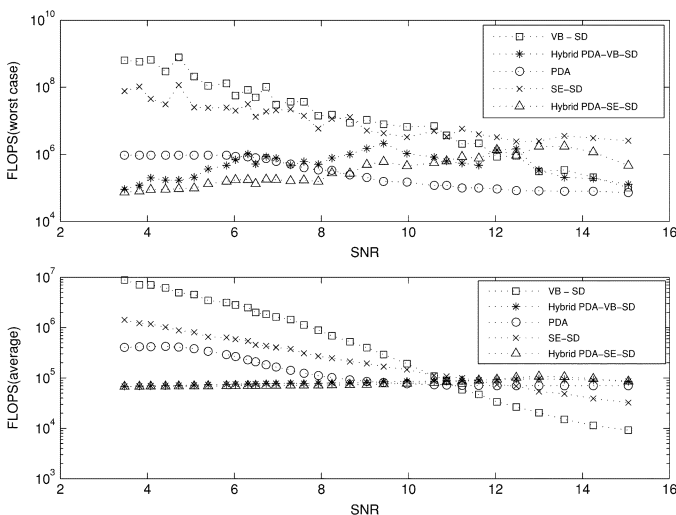 10^10
10^8
10^6
10^4
FLOPS(worst case)
2 4 6 8 10 12 14 16
SNR
VB - SD
Hybrid PDA-VB-SD
PDA
SE-SD
Hybrid PDA-SE-SD
10^7
10^6
10^5
10^4
10^3
FLOPS(average)
2 4 6 8 10 12 14 16
SNR
VB - SD
Hybrid PDA-VB-SD
PDA
SE-SD
Hybrid PDA-SE-SD